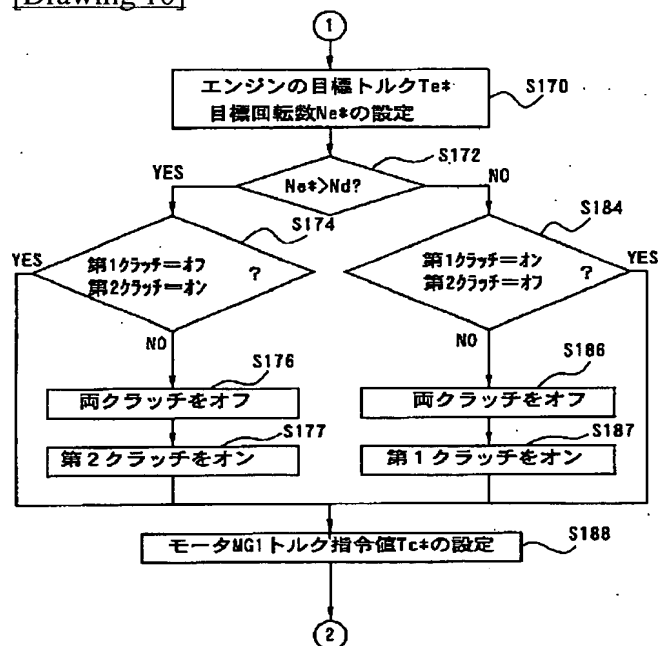 [Drawing 10]
1
エンジンの目標トルクTe*
目標回転数Ne*の設定
S170
S172
YES
Ne*>Nd?
NO
S174
S184
YES
第1クラッチ=オフ
第2クラッチ=オン
?
第1クラッチ=オン
第2クラッチ=オフ
?
YES
NO
NO
S176
S186
両クラッチをオフ
両クラッチをオフ
S177
S187
第2クラッチをオン
第1クラッチをオン
モータMG1トルク指令値Tc*の設定
S188
2